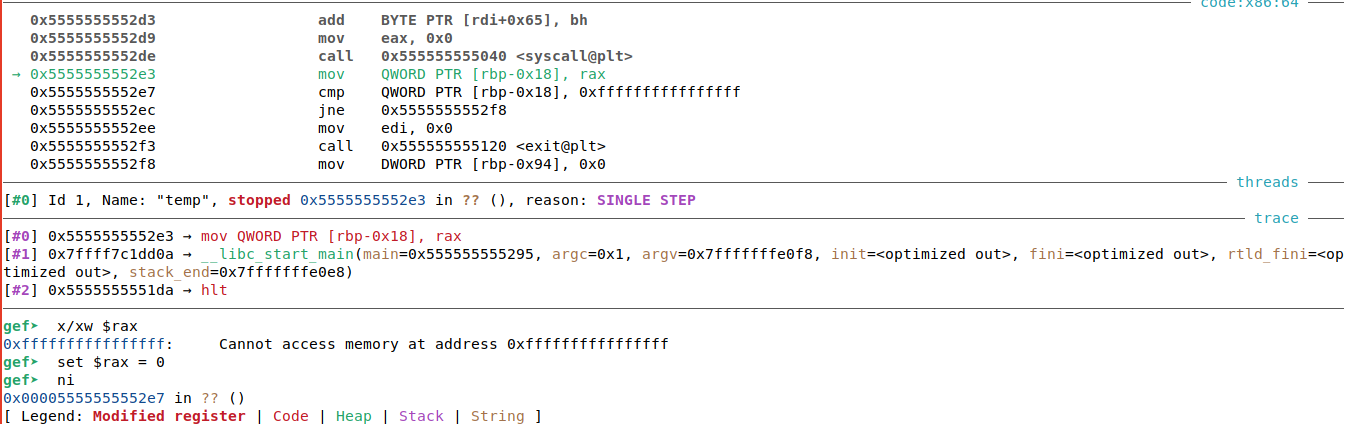 code:x86:64
0x5555555552d3 add BYTE PTR [rdi+0x65], bh
0x5555555552d9 mov eax, 0x0
0x5555555552de call 0x555555555040 <syscall@plt>
→ 0x5555555552e3 mov QWORD PTR [rbp-0x18], rax
0x5555555552e7 cmp QWORD PTR [rbp-0x18], 0xffffffffffffffff
0x5555555552ec jne 0x5555555552f8
0x5555555552ee mov edi, 0x0
0x5555555552f3 call 0x555555555120 <exit@plt>
0x5555555552f8 mov DWORD PTR [rbp-0x94], 0x0
threads
[#0] Id 1, Name: "temp", stopped 0x5555555552e3 in ?? (), reason: SINGLE STEP
trace
[#0] 0x5555555552e3 → mov QWORD PTR [rbp-0x18], rax
[#1] 0x7ffff7c1dd0a → __libc_start_main(main=0x555555555295, argc=0x1, argv=0x7fffffffe0f8, init=<optimized out>, fini=<optimized out>, rtld_fini=<op
timized out>, stack_end=0x7fffffffe0e8)
[#2] 0x5555555551da → hlt
gef➤ x/xw $rax
0xffffffffffffffff: Cannot access memory at address 0xffffffffffffffff
gef➤ set $rax = 0
gef➤ ni
0x00005555555552e7 in ?? ()
[ Legend: Modified register | Code | Heap | Stack | String ]